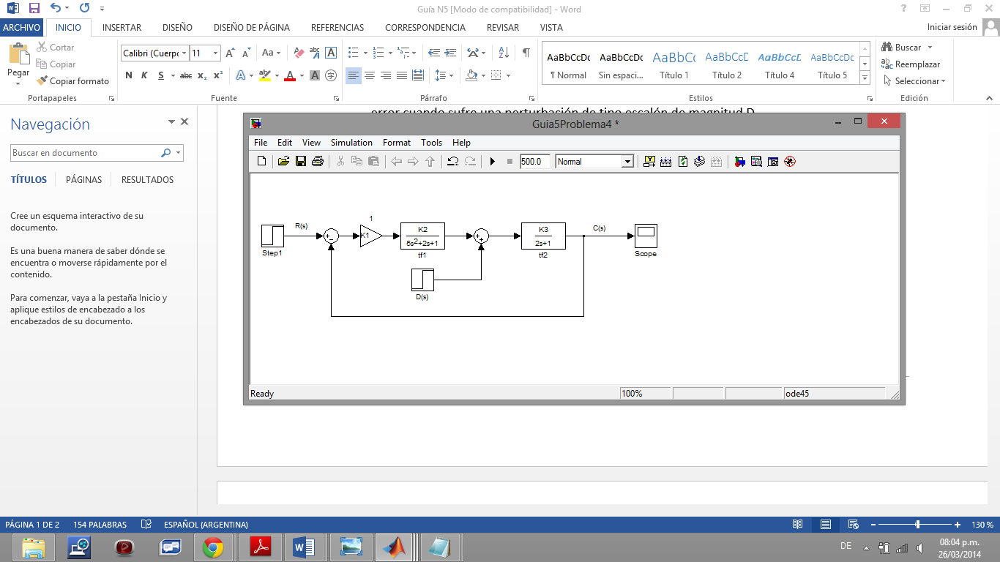 Guía N5 [Modo de compatibilidad] - Word
ARCHIVO INICIO INSERTAR DISEÑO DISEÑO DE PÁGINA REFERENCIAS CORRESPONDENCIA REVISAR VISTA Iniciar sesión
Pegar
Cortar
Copiar
Copiar formato
Portapapeles
Calibri (Cuerpo 11
N K S abc x₂ x²
Fuente
Párrafo
AaBbCcDc AaBbCcDc AaBbCc AaBbCcD AaBbCcD AaBbCcDc
¶ Normal Sin espaci... Título 1 Título 2 Título 4 Título 5
Estilos
Buscar
Reemplazar
Seleccionar
Edición
Navegación
Buscar en documento
TÍTULOS PÁGINAS RESULTADOS
Cree un esquema interactivo de su
documento.
Es una buena manera de saber dónde se
encuentra o moverse rápidamente por el
contenido.
Para comenzar, vaya a la pestaña Inicio y
aplique estilos de encabezado a los
encabezados de su documento.
error cuando sufre una perturbación de tipo escalón de magnitud D
Guia5Problema4 *
File Edit View Simulation Format Tools Help
500.0 Normal
Step1
R(s)
1
K1
K2
5s²+2s+1
tf1
D(s)
K3
2s+1
tf2
C(s)
Scope
Ready 100% ode45
PÁGINA 1 DE 2 154 PALABRAS ESPAÑOL (ARGENTINA) 130 %
DE
08:04 p.m.
26/03/2014